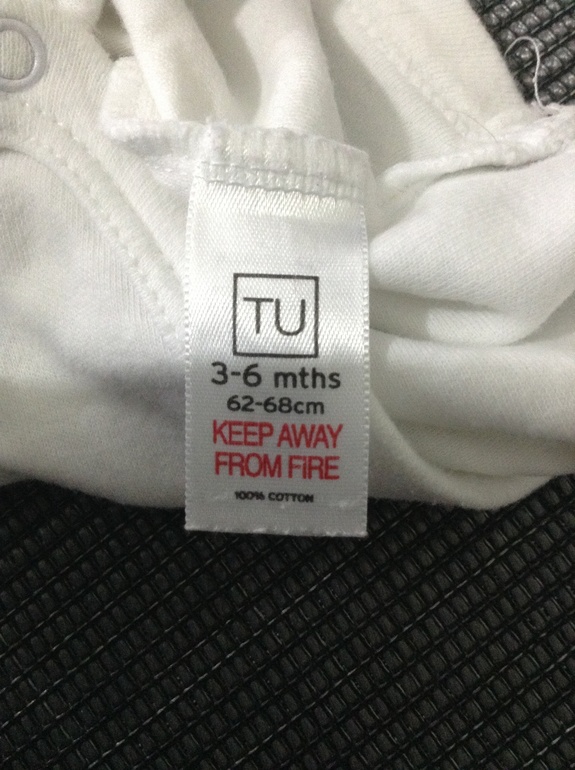 TU
3-6 mths
62-68cm
KEEP AWAY
FROM FIRE
100% COTTON